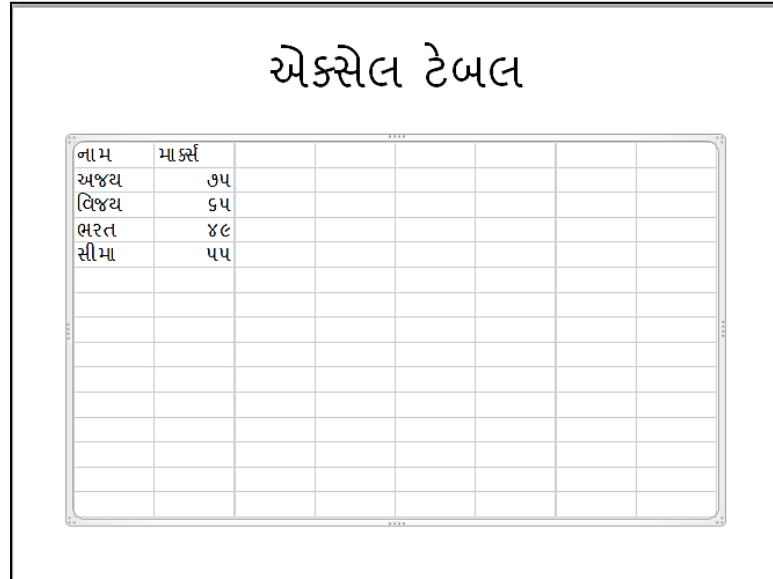 એક્સેલ ટેબલ
નામ માર્ક્સ
અજય ૭૫
વિજય ૬૫
ભરત ૪૯
સીમા ૫૫